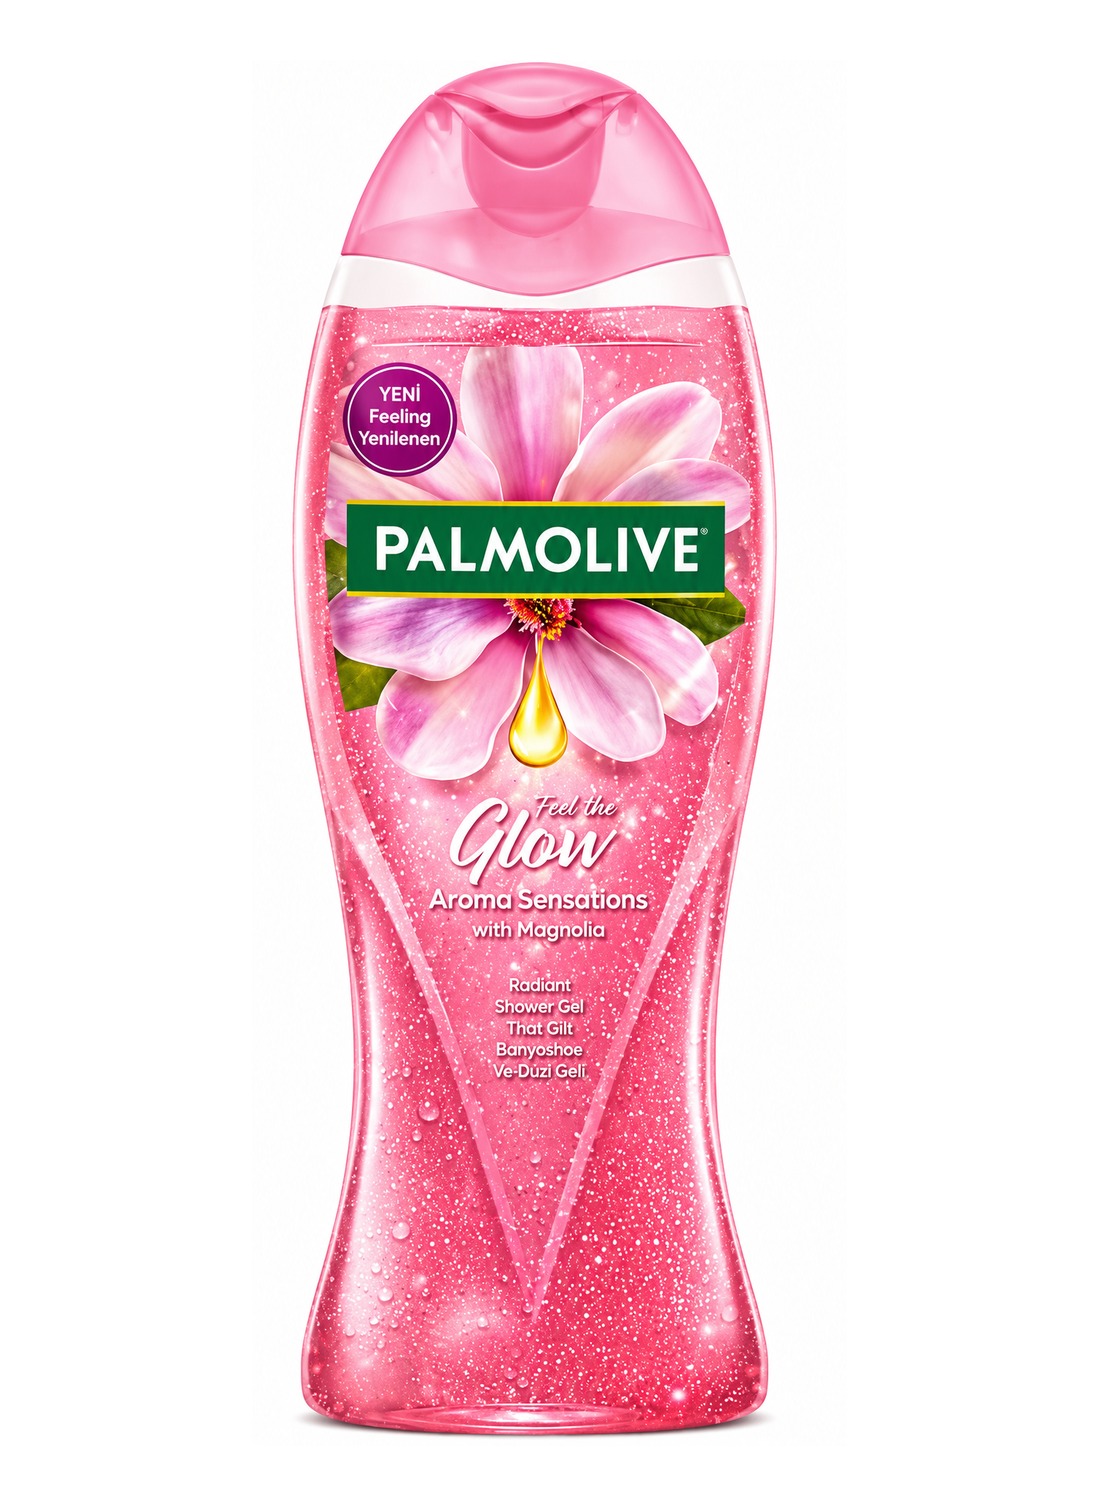 YENİ
Feeling
Yenilenen
PALMOLIVE®
Feel the
Glow
Aroma Sensations
with Magnolia
Radiant
Shower Gel
That Gilt
Banyoshoe
Ve-Duzi Geli